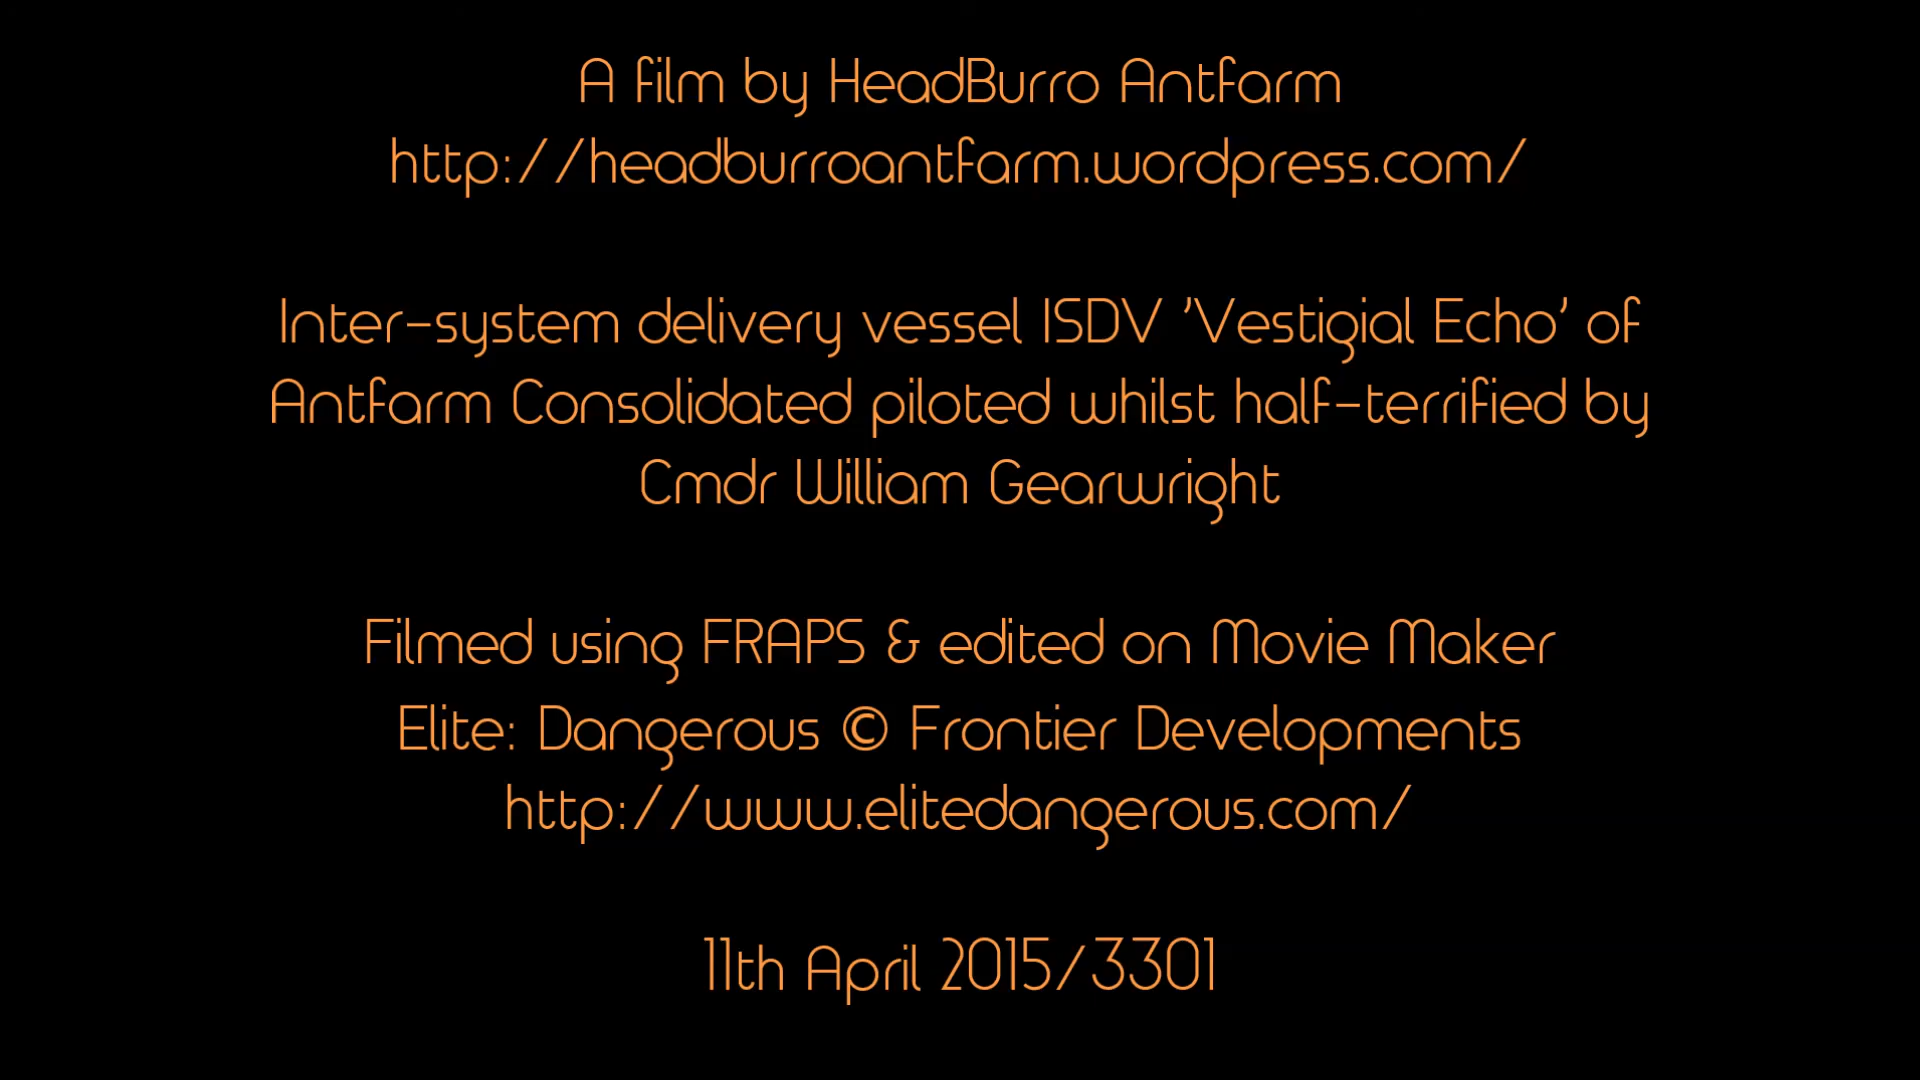 A film by HeadBurro Antfarm
http://headburroantfarm.wordpress.com/
Inter-system delivery vessel ISDV 'Vestigial Echo' of
Antfarm Consolidated piloted whilst half-terrified by
Cmdr William Gearwright
Filmed using FRAPS & edited on Movie Maker
Elite: Dangerous © Frontier Developments
http://www.elitedangerous.com/
11th April 2015/3301